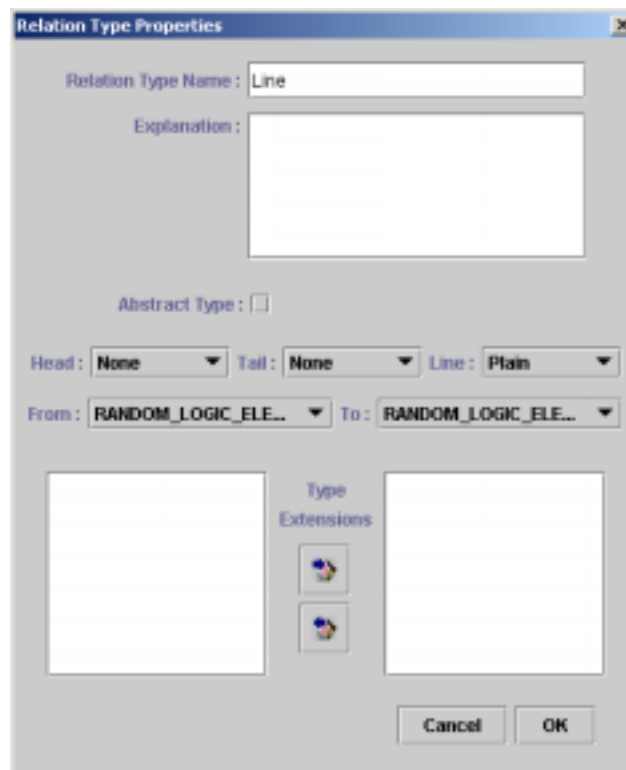 Relation Type Properties
Relation Type Name : Line
Explanation :
Abstract Type :
Head : None Tail : None Line : Plain
From : RANDOM_LOGIC_ELE... To : RANDOM_LOGIC_ELE...
Type
Extensions
Cancel OK